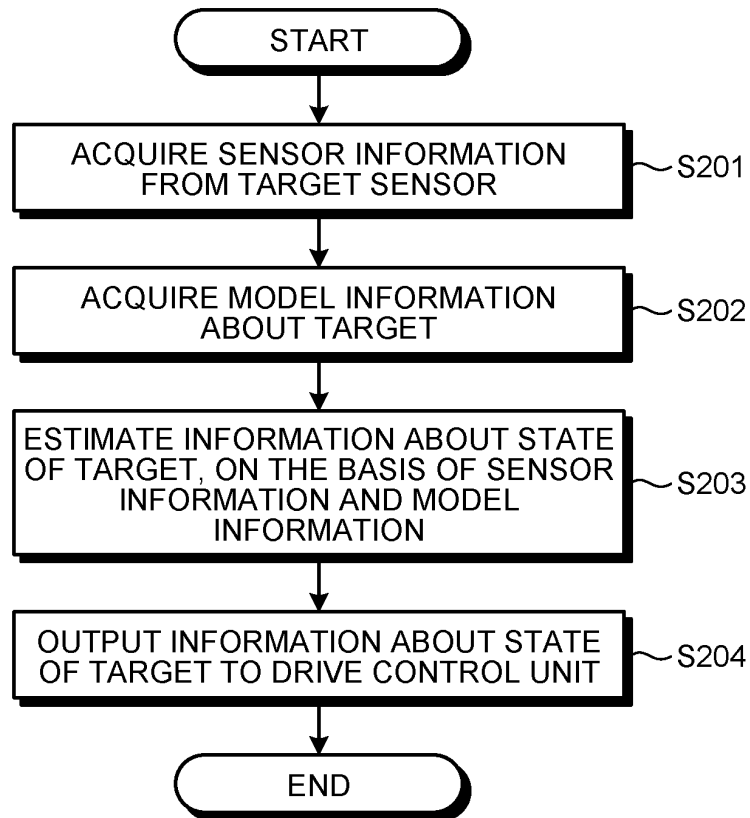 START
ACQUIRE SENSOR INFORMATION
FROM TARGET SENSOR
S201
ACQUIRE MODEL INFORMATION
ABOUT TARGET
S202
ESTIMATE INFORMATION ABOUT STATE
OF TARGET, ON THE BASIS OF SENSOR
INFORMATION AND MODEL
INFORMATION
S203
OUTPUT INFORMATION ABOUT STATE
OF TARGET TO DRIVE CONTROL UNIT
S204
END